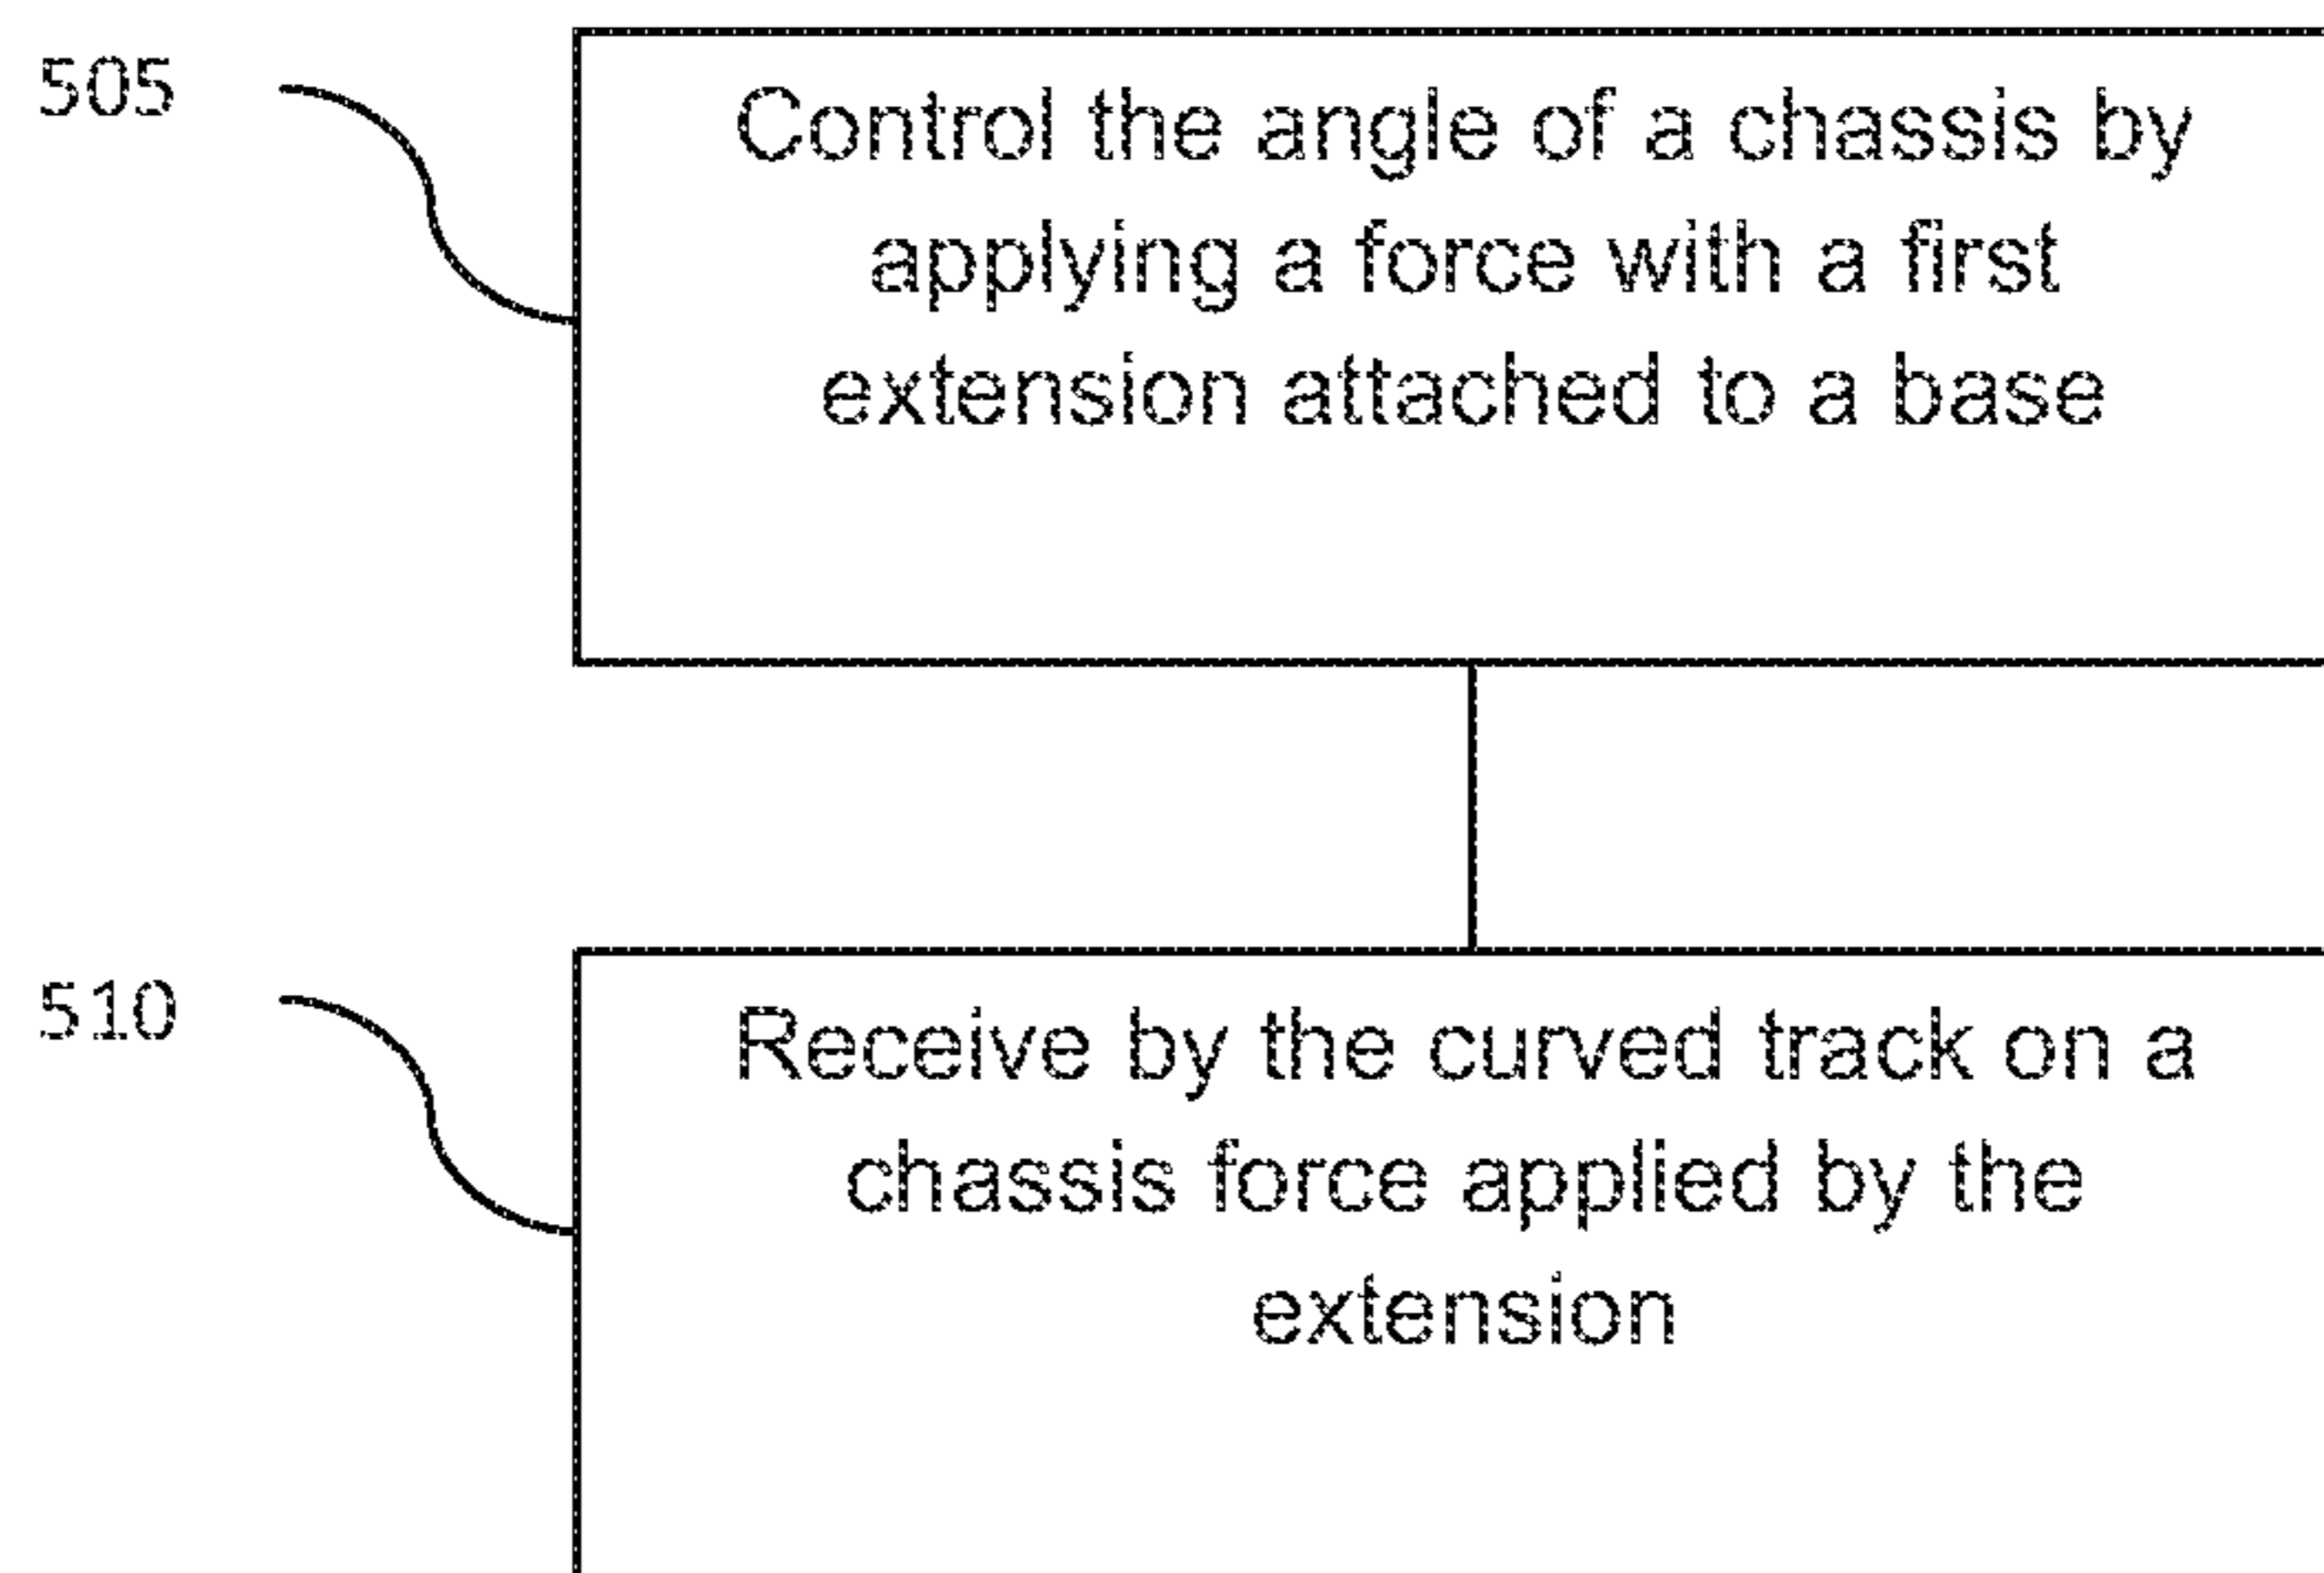 505
Control the angle of a chassis by
applying a force with a first
extension attached to a base
510
Receive by the curved track on a
chassis force applied by the
extension